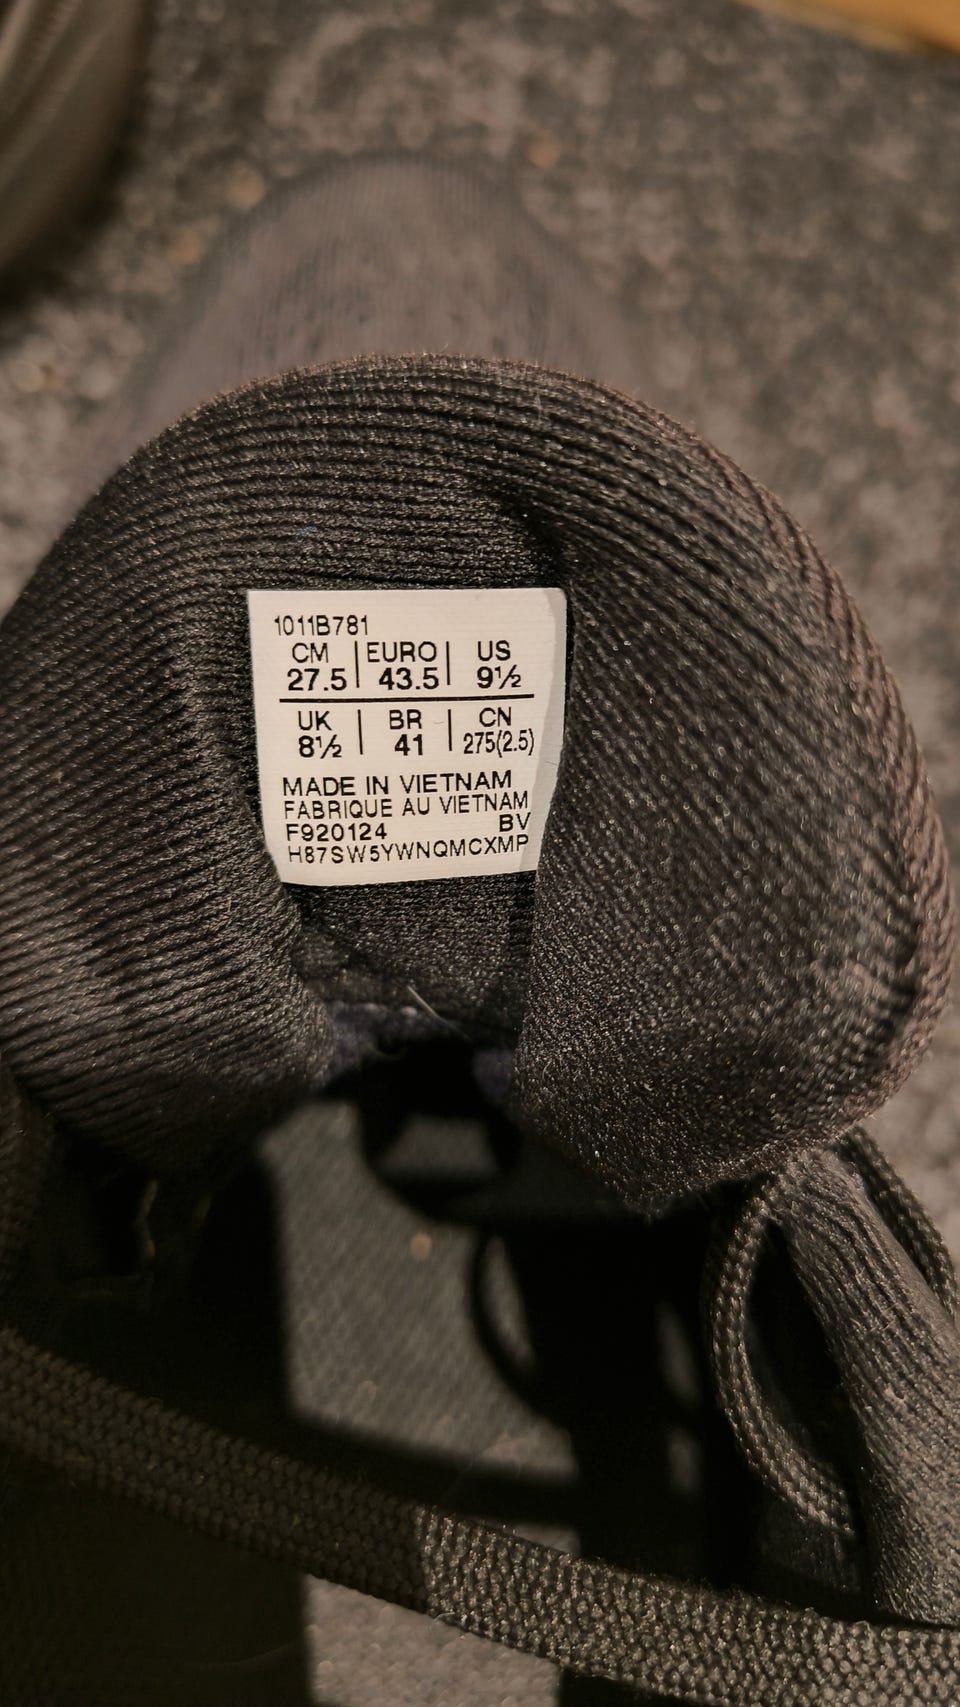 1011B781
CM | EURO | US
27.5 | 43.5 | 9½
UK | BR | CN
8½ | 41 | 275(2.5)
MADE IN VIETNAM
FABRIQUE AU VIETNAM
F920124 BV
H87SW5YWNQMCXMP